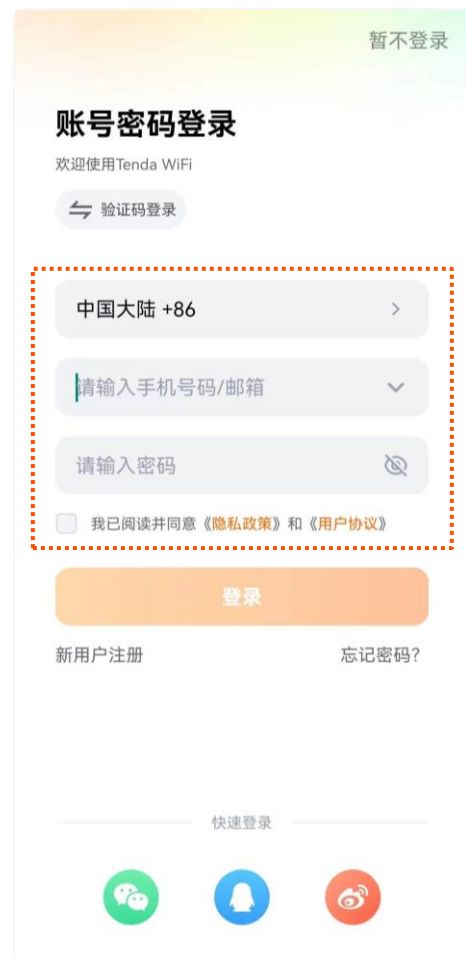 暂不登录
账号密码登录
欢迎使用Tenda WiFi
验证码登录
中国大陆 +86
请输入手机号码/邮箱
请输入密码
我已阅读并同意《隐私政策》和《用户协议》
登录
新用户注册 忘记密码?
快速登录